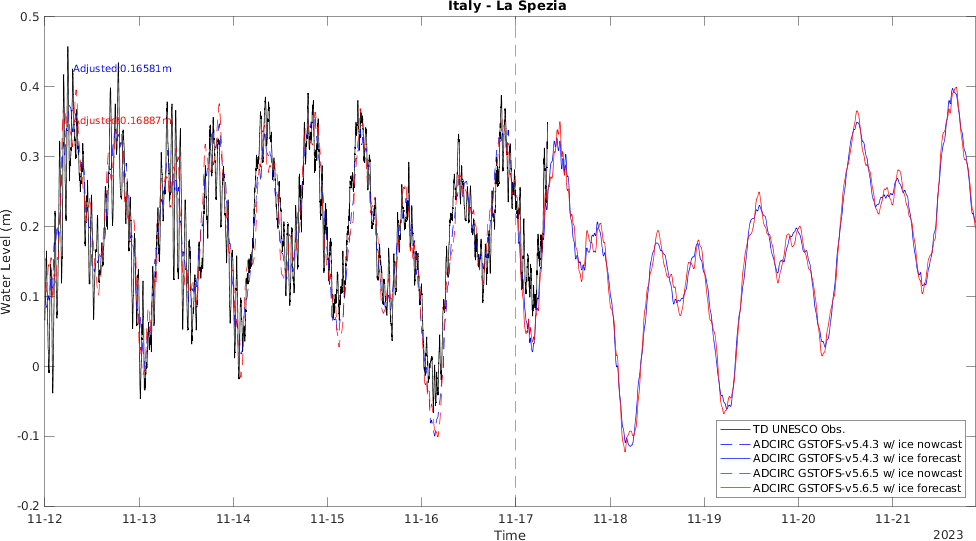 Italy - La Spezia
0.5
0.4
0.3
0.2
0.1
0
-0.1
-0.2
Water Level (m)
Adjusted 0.16581m
Adjusted 0.16887m
TD UNESCO Obs.
ADCIRC GSTOFS-v5.4.3 w/ ice nowcast
ADCIRC GSTOFS-v5.4.3 w/ ice forecast
ADCIRC GSTOFS-v5.6.5 w/ ice nowcast
ADCIRC GSTOFS-v5.6.5 w/ ice forecast
11-12 11-13 11-14 11-15 11-16 11-17 11-18 11-19 11-20 11-21
Time
2023